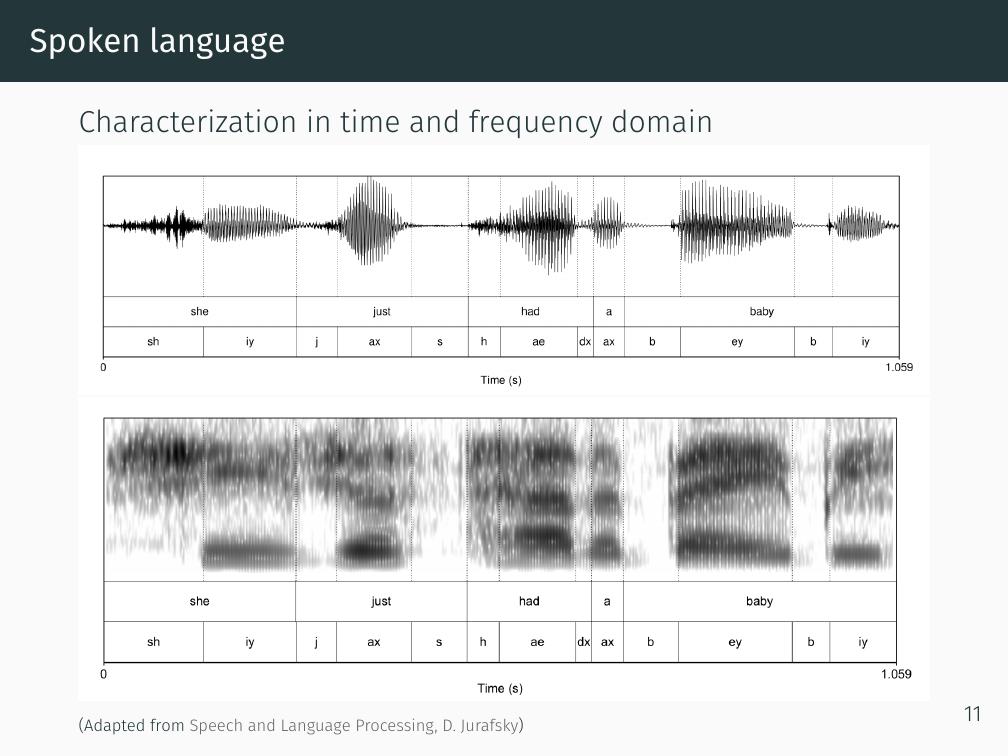 Spoken language
Characterization in time and frequency domain
she just had a baby
sh iy j ax s h ae dx ax b ey b iy
0 1.059
Time (s)
she just had a baby
sh iy j ax s h ae dx ax b ey b iy
0 1.059
Time (s)
(Adapted from Speech and Language Processing, D. Jurafsky)
11